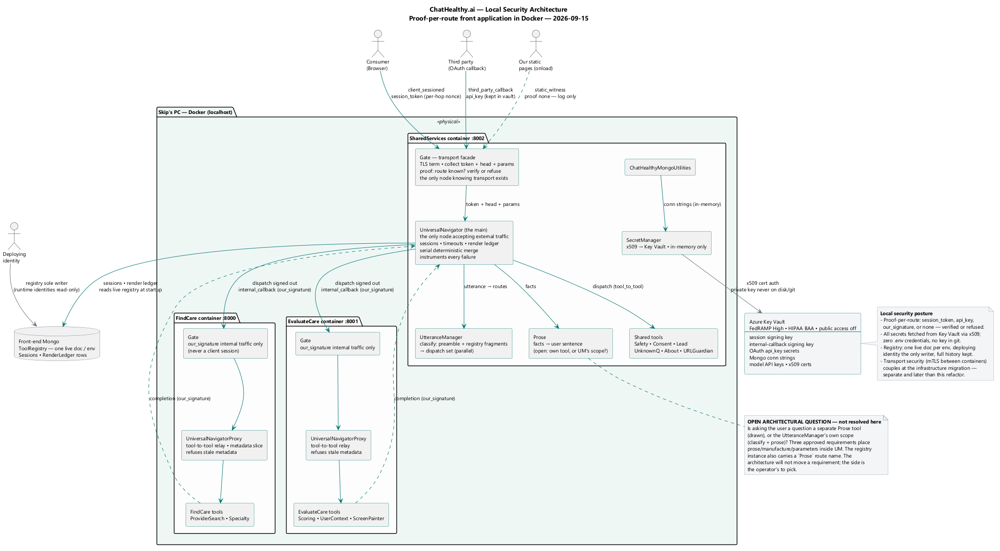 ChatHealthy.ai — Local Security Architecture
Proof-per-route front application in Docker — 2026-09-15
Consumer
(Browser)
Third party
(OAuth callback)
Our static
pages (onload)
client_sessioned
session_token (per-hop nonce)
third_party_callback
api_key (kept in vault)
static_witness
proof none — log only
Skip's PC — Docker (localhost)
«physical»
SharedServices container :8002
Gate — transport facade
TLS term • collect token + head + params
proof: route known? verify or refuse
the only node knowing transport exists
ChatHealthyMongoUtilities
token + head + params
conn strings (in-memory)
UniversalNavigator (the main)
the only node accepting external traffic
sessions • timeouts • render ledger
serial deterministic merge
instruments every failure
SecretManager
x509 → Key Vault • in-memory only
Deploying
identity
registry sole writer
(runtime identities read-only)
sessions • render ledger
reads live registry at startup
dispatch signed out
internal_callback (our_signature)
dispatch signed out
internal_callback (our_signature)
utterance → routes
facts
dispatch (tool_to_tool)
x509 cert auth
private key never on disk/git
Front-end Mongo
ToolRegistry — one live doc / env
Sessions • RenderLedger rows
FindCare container :8000
Gate
our_signature internal traffic only
(never a client session)
EvaluateCare container :8001
Gate
our_signature internal traffic only
UtteranceManager
classify: preamble + registry fragments
→ dispatch set (parallel)
Prose
facts → user sentence
(open: own tool, or UM's scope?)
Shared tools
Safety • Consent • Lead
UnknownQ • About • URLGuardian
Azure Key Vault
FedRAMP High • HIPAA BAA • public access off
session signing key
internal-callback signing key
OAuth api_key secrets
Mongo conn strings
model API keys • x509 certs
Local security posture
- Proof-per-route: session_token, api_key,
our_signature, or none — verified or refused.
- All secrets fetched from Key Vault via x509;
zero .env credentials, no key in git.
- Registry: one live doc per env, deploying
identity the only writer, full history kept.
- Transport security (mTLS between containers)
couples at the infrastructure migration —
separate and later than this refactor.
completion (our_signature)
completion (our_signature)
UniversalNavigatorProxy
tool-to-tool relay • metadata slice
refuses stale metadata
UniversalNavigatorProxy
tool-to-tool relay
refuses stale metadata
OPEN ARCHITECTURAL QUESTION — not resolved here
Is asking the user a question a separate Prose tool
(drawn), or the UtteranceManager's own scope
(classify + prose)? Three approved requirements place
prose/manufacture/parameters inside UM. The registry
instance also carries a `Prose` route name. The
architecture will not move a requirement; the side is
the operator's to pick.
FindCare tools
ProviderSearch • Specialty
EvaluateCare tools
Scoring • UserContext • ScreenPainter